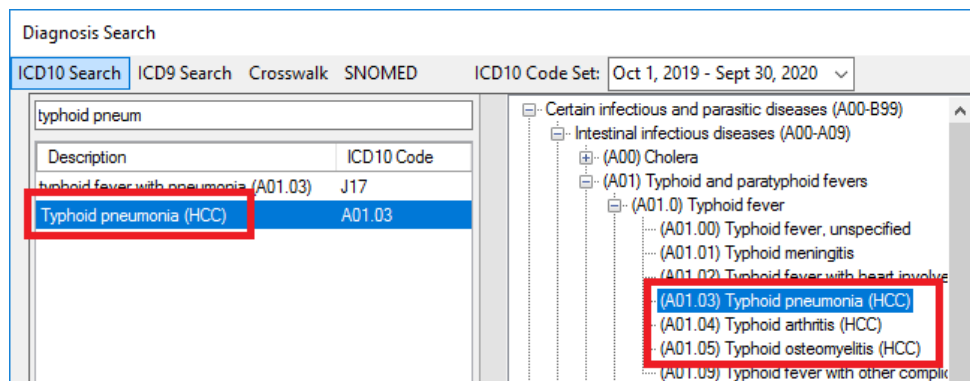 Diagnosis Search
ICD10 Search ICD9 Search Crosswalk SNOMED ICD10 Code Set: Oct 1, 2019 - Sept 30, 2020
typhoid pneum
Description ICD10 Code
typhoid fever with pneumonia (A01.03) J17
Typhoid pneumonia (HCC) A01.03
Certain infectious and parasitic diseases (A00-B99)
Intestinal infectious diseases (A00-A09)
(A00) Cholera
(A01) Typhoid and paratyphoid fevers
(A01.0) Typhoid fever
(A01.00) Typhoid fever, unspecified
(A01.01) Typhoid meningitis
(A01.02) Typhoid fever with heart involve
(A01.03) Typhoid pneumonia (HCC)
(A01.04) Typhoid arthritis (HCC)
(A01.05) Typhoid osteomyelitis (HCC)
(A01.09) Typhoid fever with other complic